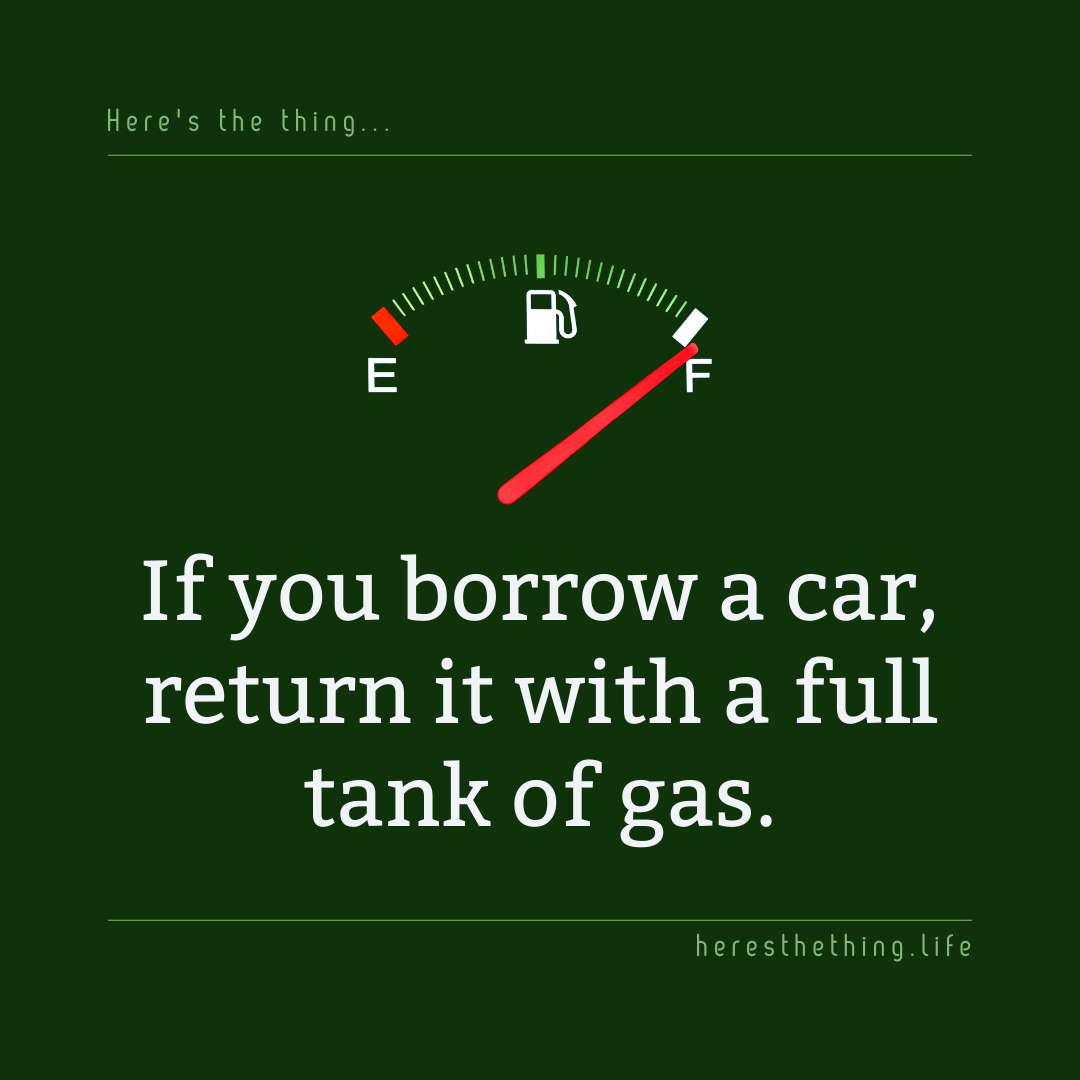 Here's the thing...
E
F
If you borrow a car,
return it with a full
tank of gas.
heresthething.life